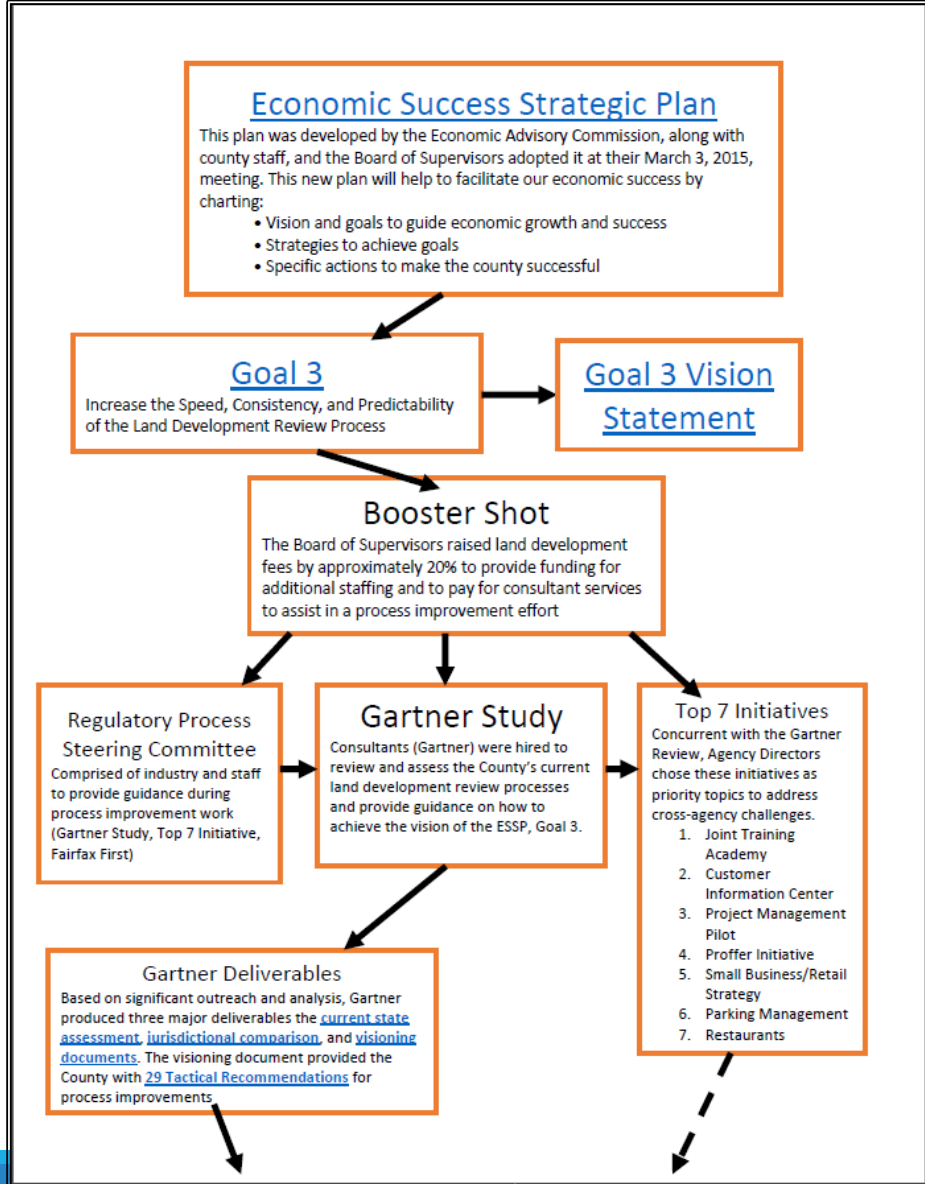 Economic Success Strategic Plan
This plan was developed by the Economic Advisory Commission, along with
county staff, and the Board of Supervisors adopted it at their March 3, 2015,
meeting. This new plan will help to facilitate our economic success by
charting:
• Vision and goals to guide economic growth and success
• Strategies to achieve goals
• Specific actions to make the county successful
Goal 3
Increase the Speed, Consistency, and Predictability
of the Land Development Review Process
Goal 3 Vision
Statement
Booster Shot
The Board of Supervisors raised land development
fees by approximately 20% to provide funding for
additional staffing and to pay for consultant services
to assist in a process improvement effort
Regulatory Process
Steering Committee
Comprised of industry and staff
to provide guidance during
process improvement work
(Gartner Study, Top 7 Initiative,
Fairfax First)
Gartner Study
Consultants (Gartner) were hired to
review and assess the County's current
land development review processes
and provide guidance on how to
achieve the vision of the ESSP, Goal 3.
Top 7 Initiatives
Concurrent with the Gartner
Review, Agency Directors
chose these initiatives as
priority topics to address
cross-agency challenges.
1. Joint Training
Academy
2. Customer
Information Center
3. Project Management
Pilot
4. Proffer Initiative
5. Small Business/Retail
Strategy
6. Parking Management
7. Restaurants
Gartner Deliverables
Based on significant outreach and analysis, Gartner
produced three major deliverables the current state
assessment, jurisdictional comparison, and visioning
documents. The visioning document provided the
County with 29 Tactical Recommendations for
process improvements